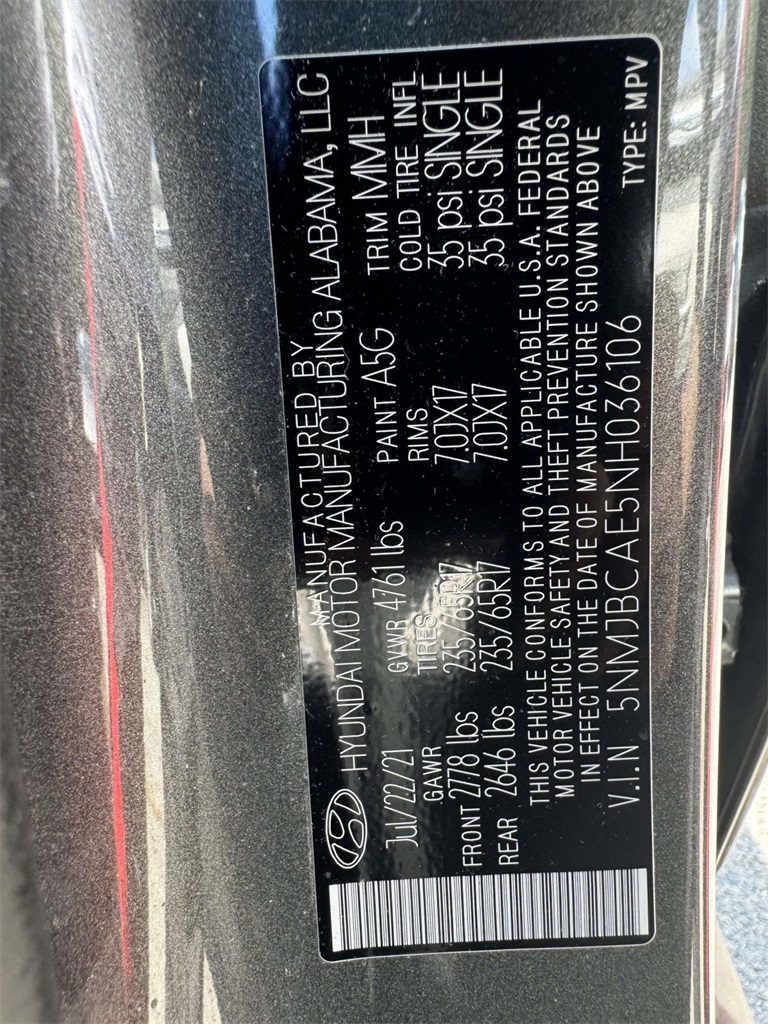 MANUFACTURED BY
HYUNDAI MOTOR MANUFACTURING ALABAMA, LLC
Jul/22/21 GVWR 4761 lbs PAINT A5G TRIM MMH
GAWR TIRES RIMS COLD TIRE INFL
FRONT 2778 lbs 235/65R17 7.0JX17 35 psi SINGLE
REAR 2646 lbs 235/65R17 7.0JX17 35 psi SINGLE
THIS VEHICLE CONFORMS TO ALL APPLICABLE U.S.A. FEDERAL
MOTOR VEHICLE SAFETY AND THEFT PREVENTION STANDARDS
IN EFFECT ON THE DATE OF MANUFACTURE SHOWN ABOVE
V.I.N 5NMJBCAE5NH036106 TYPE: MPV